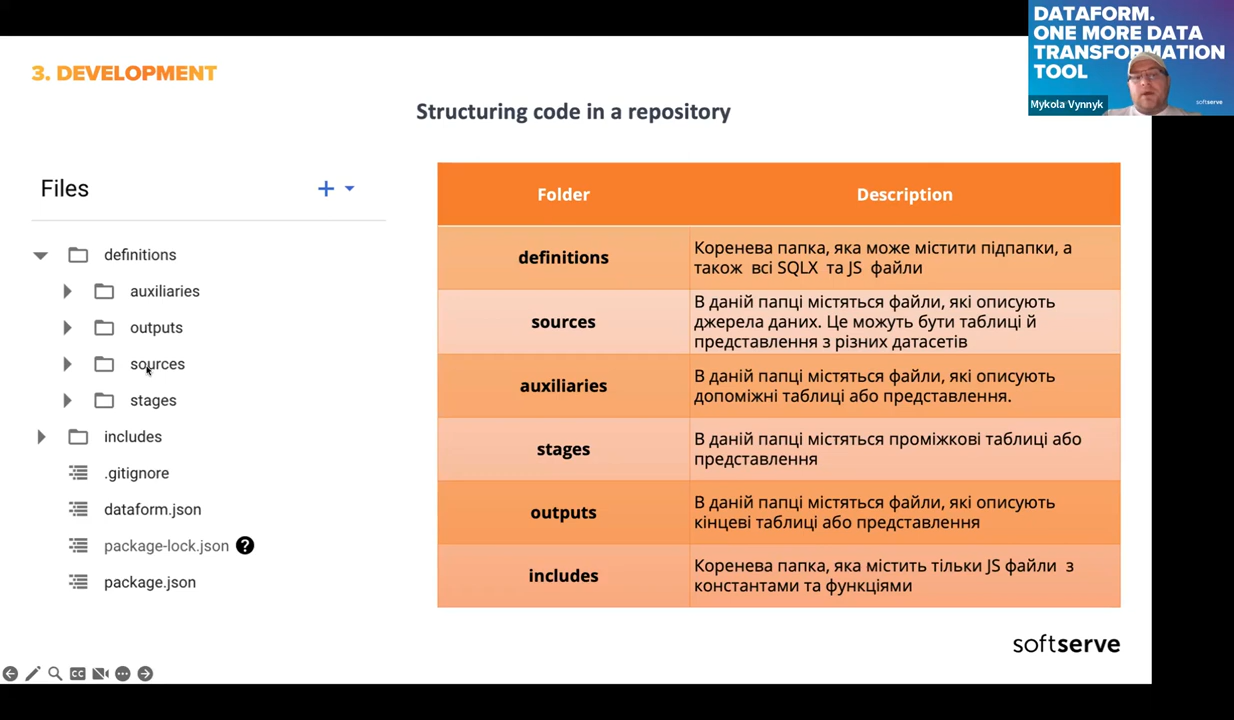 DATAFORM.
ONE MORE DATA
TRANSFORMATION
TOOL
Mykola Vynnyk
softserve
3. DEVELOPMENT
Structuring code in a repository
Files
definitions
auxiliaries
outputs
sources
stages
includes
.gitignore
dataform.json
package-lock.json ?
package.json
Folder Description
definitions
Коренева папка, яка може містити підпапки, а
також всі SQLX та JS файли
sources
В даній папці містяться файли, які описують
джерела даних. Це можуть бути таблиці й
представлення з різних датасетів
auxiliaries
В даній папці містяться файли, які описують
допоміжні таблиці або представлення.
stages
В даній папці містяться проміжкові таблиці або
представлення
outputs
В даній папці містяться файли, які описують
кінцеві таблиці або представлення
includes
Коренева папка, яка містить тільки JS файли з
константами та функціями
softserve
CC